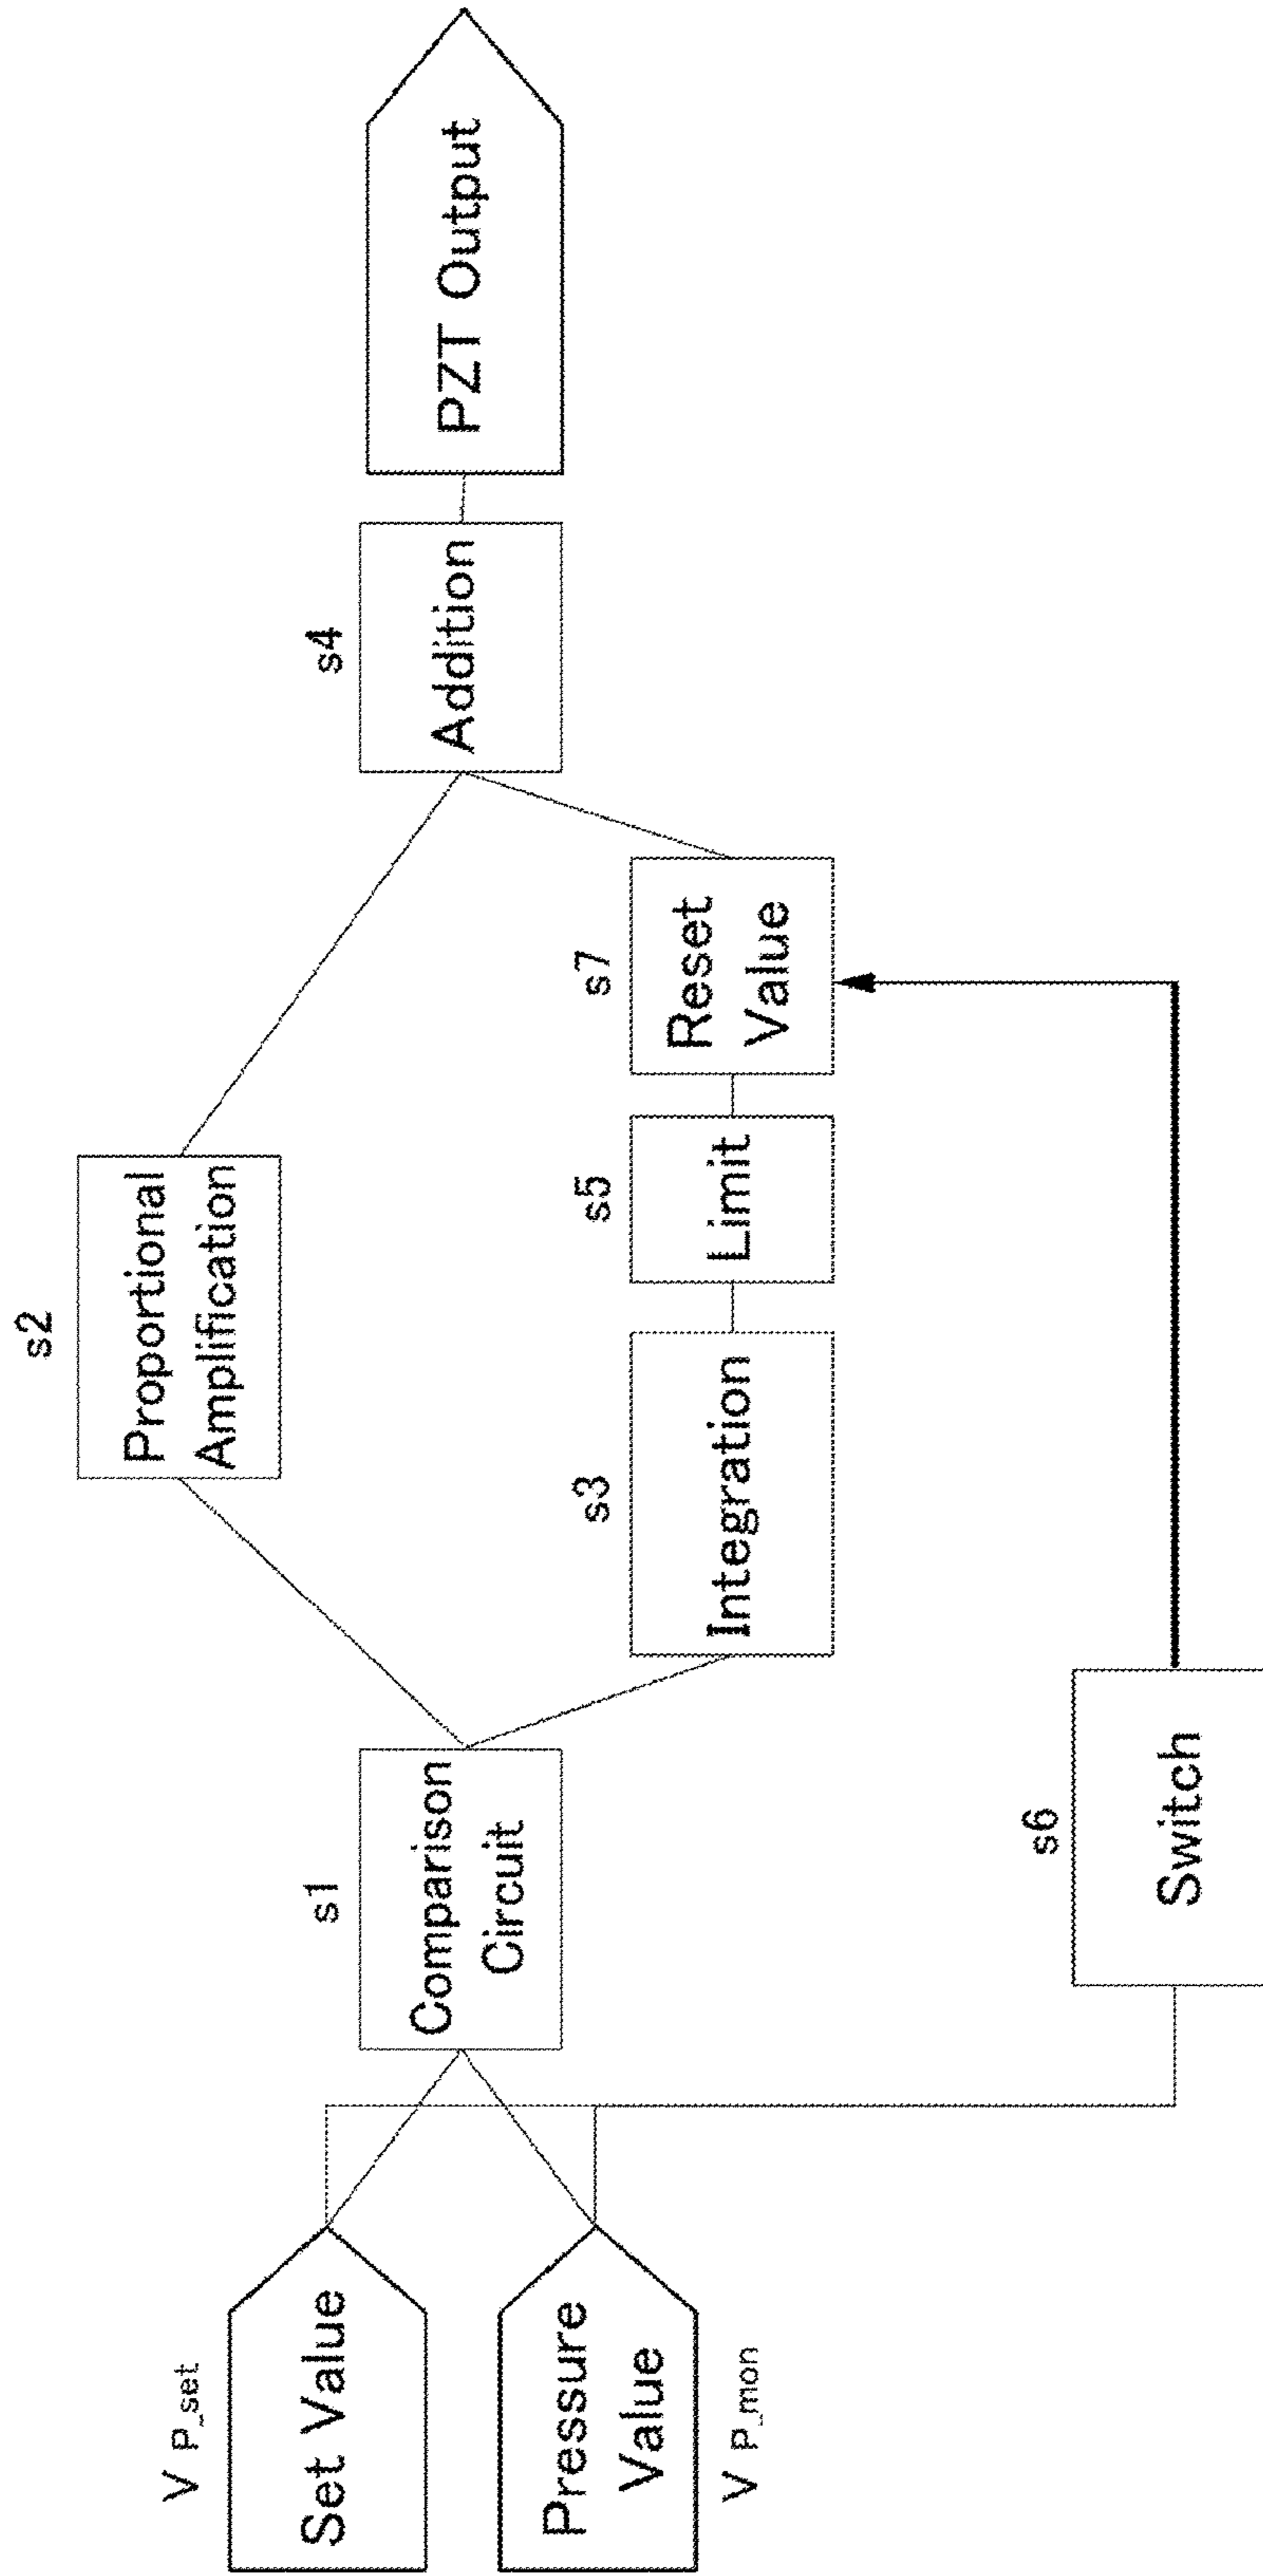 V P_set
Set Value
Pressure
Value
V P_mon
s1
Comparison
Circuit
s2
Proportional
Amplification
s3
Integration
s5
Limit
s7
Reset
Value
s4
Addition
PZT Output
s6
Switch